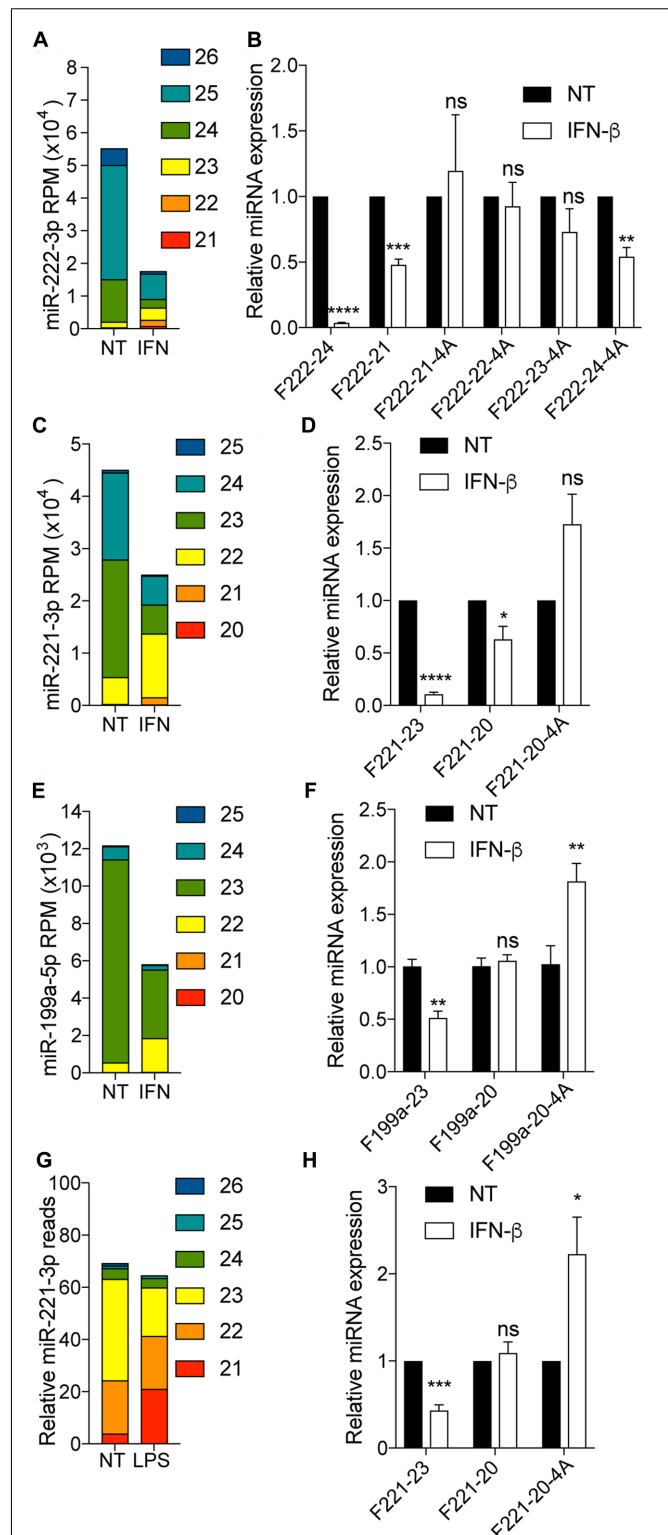 A
miR-222-3p RPM (x10⁴)
8
7
6
5
4
3
2
1
0
NT IFN
26
25
24
23
22
21
B
Relative miRNA expression
2.0
1.5
1.0
0.5
0.0
NT
IFN-β
****
***
ns
ns
ns
**
F222-24
F222-21
F222-21-4A
F222-22-4A
F222-23-4A
F222-24-4A
C
miR-221-3p RPM (x10⁴)
5
4
3
2
1
0
NT IFN
25
24
23
22
21
20
D
Relative miRNA expression
2.5
2.0
1.5
1.0
0.5
0.0
NT
IFN-β
****
*
ns
F221-23
F221-20
F221-20-4A
E
miR-199a-5p RPM (x10³)
14
12
10
8
6
4
2
0
NT IFN
25
24
23
22
21
20
F
Relative miRNA expression
2.5
2.0
1.5
1.0
0.5
0.0
NT
IFN-β
**
ns
**
F199a-23
F199a-20
F199a-20-4A
G
Relative miR-221-3p reads
100
80
60
40
20
0
NT LPS
26
25
24
23
22
21
H
Relative miRNA expression
3
2
1
0
NT
IFN-β
***
ns
*
F221-23
F221-20
F221-20-4A